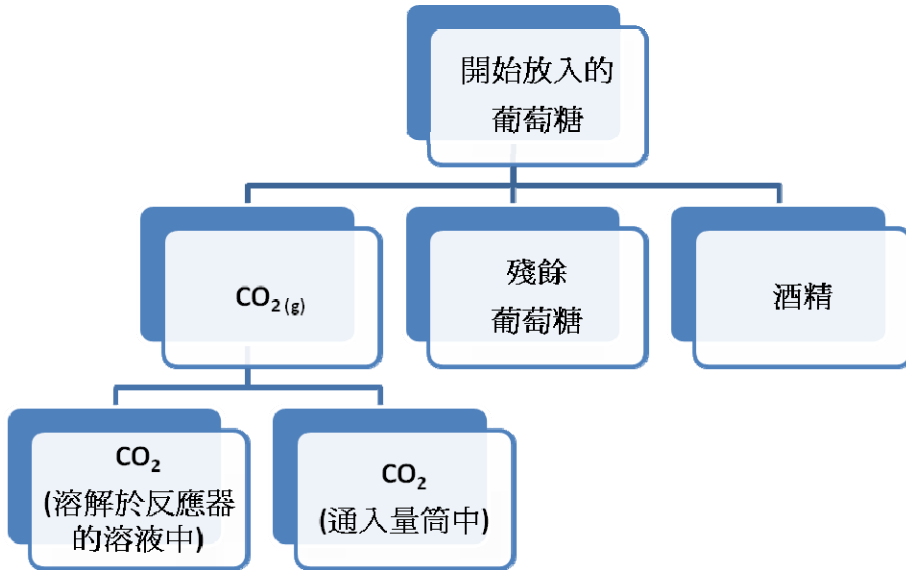 開始放入的
葡萄糖
CO₂ (g)
殘餘
葡萄糖
酒精
CO₂
(溶解於反應器
的溶液中)
CO₂
(通入量筒中)